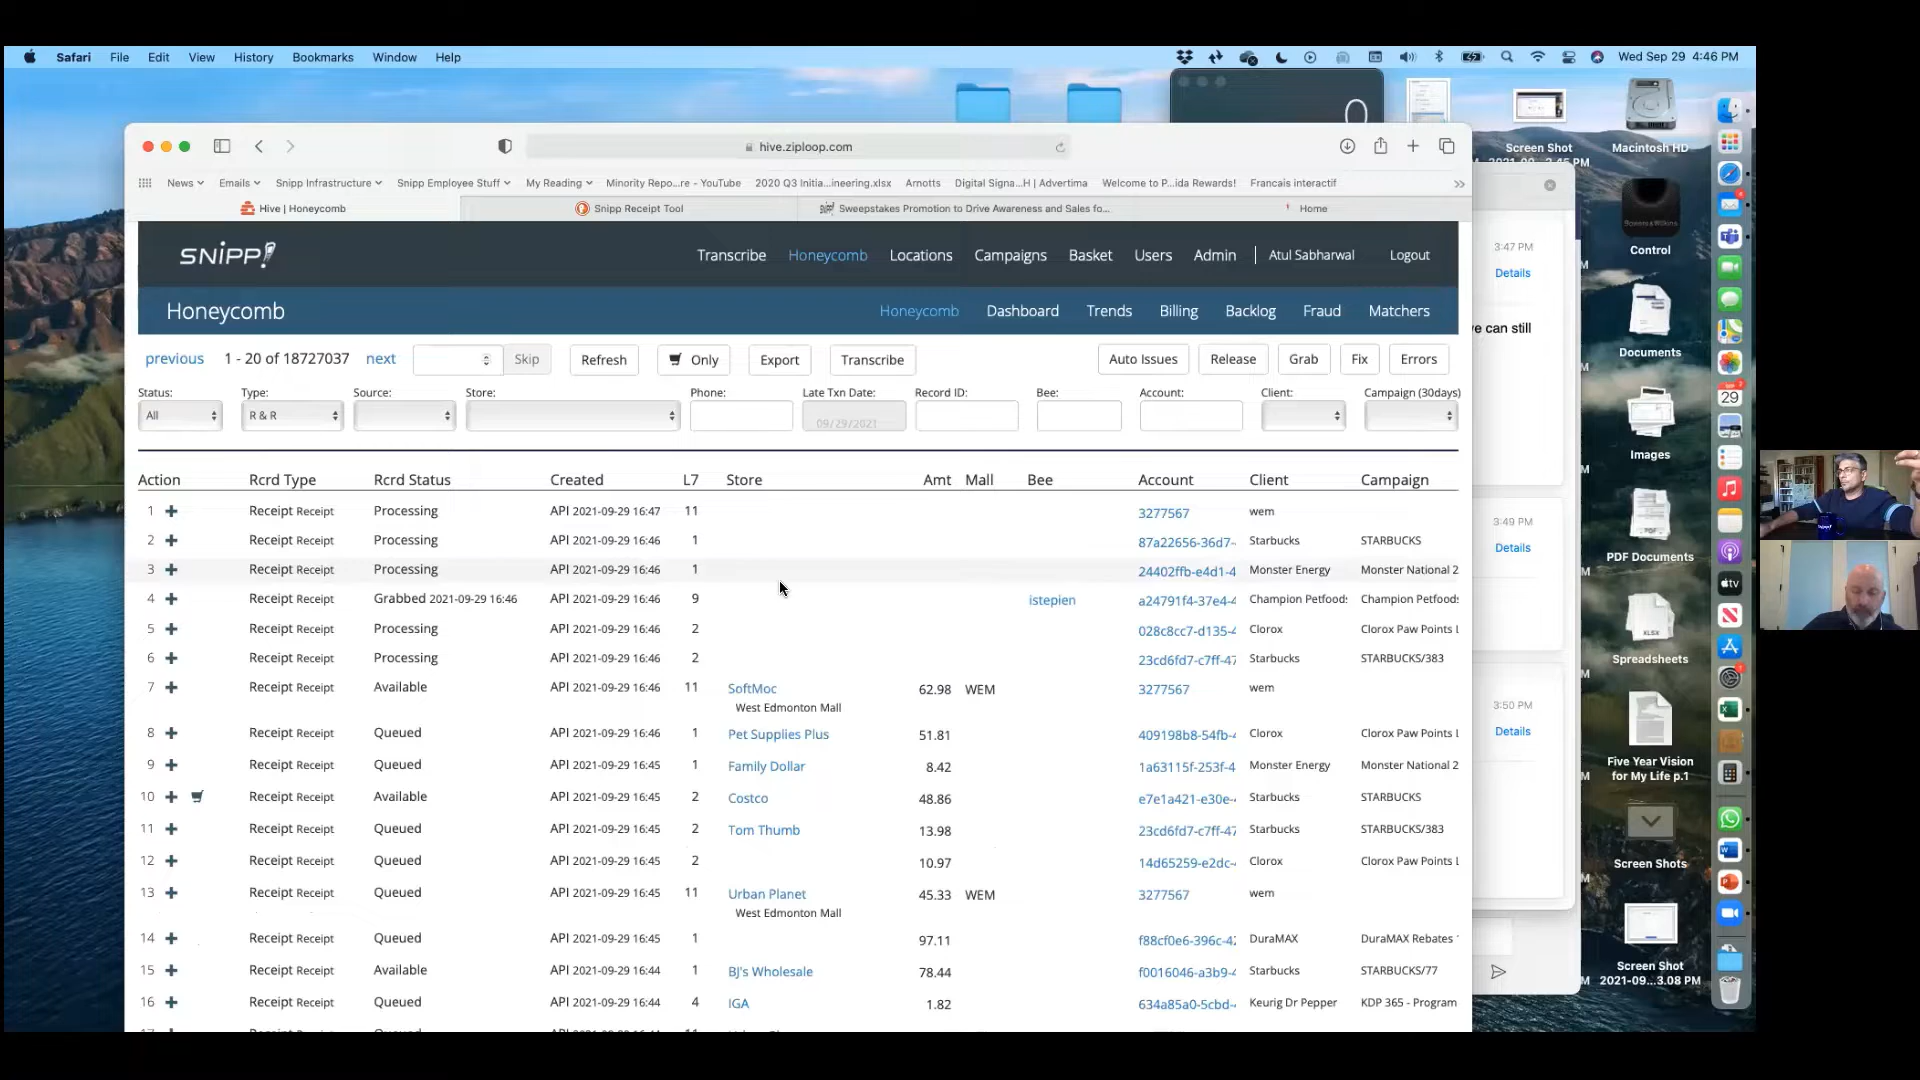 Safari File Edit View History Bookmarks Window Help Wed Sep 29 4:46 PM
hive.ziploop.com
News Emails Snipp Infrastructure Snipp Employee Stuff My Reading Minority Repo...re - YouTube 2020 Q3 Initia...ineering.xlsx Arnotts Digital Signa...H | Advertima Welcome to P...ida Rewards! Francais interactif
Hive | Honeycomb Snipp Receipt Tool Sweepstakes Promotion to Drive Awareness and Sales fo... Home
SNiPP! Transcribe Honeycomb Locations Campaigns Basket Users Admin Atul Sabharwal Logout
Honeycomb Honeycomb Dashboard Trends Billing Backlog Fraud Matchers
previous 1 - 20 of 18727037 next Skip Refresh Only Export Transcribe Auto Issues Release Grab Fix Errors
Status: Type: Source: Store: Phone: Late Txn Date: Record ID: Bee: Account: Client: Campaign (30days)
All R & R 09/29/2021
Action Rcrd Type Rcrd Status Created L7 Store Amt Mall Bee Account Client Campaign
1 Receipt Receipt Processing API 2021-09-29 16:47 11 3277567 wem
2 Receipt Receipt Processing API 2021-09-29 16:46 1 87a22656-36d7- Starbucks STARBUCKS
3 Receipt Receipt Processing API 2021-09-29 16:46 1 24402ffb-e4d1-4 Monster Energy Monster National 2
4 Receipt Receipt Grabbed 2021-09-29 16:46 API 2021-09-29 16:46 9 istepien a24791f4-37e4-4 Champion Petfoods Champion Petfoods
5 Receipt Receipt Processing API 2021-09-29 16:46 2 028c8cc7-d135-4 Clorox Clorox Paw Points
6 Receipt Receipt Processing API 2021-09-29 16:46 2 23cd6fd7-c7ff-47 Starbucks STARBUCKS/383
7 Receipt Receipt Available API 2021-09-29 16:46 11 SoftMoc 62.98 WEM 3277567 wem
West Edmonton Mall
8 Receipt Receipt Queued API 2021-09-29 16:46 1 Pet Supplies Plus 51.81 409198b8-54fb- Clorox Clorox Paw Points
9 Receipt Receipt Queued API 2021-09-29 16:45 1 Family Dollar 8.42 1a63115f-253f-4 Monster Energy Monster National 2
10 Receipt Receipt Available API 2021-09-29 16:45 2 Costco 48.86 e7e1a421-e30e- Starbucks STARBUCKS
11 Receipt Receipt Queued API 2021-09-29 16:45 2 Tom Thumb 13.98 23cd6fd7-c7ff-47 Starbucks STARBUCKS/383
12 Receipt Receipt Queued API 2021-09-29 16:45 2 10.97 14d65259-e2dc- Clorox Clorox Paw Points
13 Receipt Receipt Queued API 2021-09-29 16:45 11 Urban Planet 45.33 WEM 3277567 wem
West Edmonton Mall
14 Receipt Receipt Queued API 2021-09-29 16:45 1 97.11 f88cf0e6-396c-4 DuraMAX DuraMAX Rebates
15 Receipt Receipt Available API 2021-09-29 16:44 1 BJ's Wholesale 78.44 f0016046-a3b9- Starbucks STARBUCKS/77
16 Receipt Receipt Queued API 2021-09-29 16:44 4 IGA 1.82 634a85a0-5cbd- Keurig Dr Pepper KDP 365 - Program
3:47 PM
Details
e can still
3:49 PM
Details
3:50 PM
Details
Screen Shot
Macintosh HD
Control
Documents
Images
PDF Documents
Spreadsheets
Five Year Vision
for My Life p.1
Screen Shots
Screen Shot
2021-09...3.08 PM